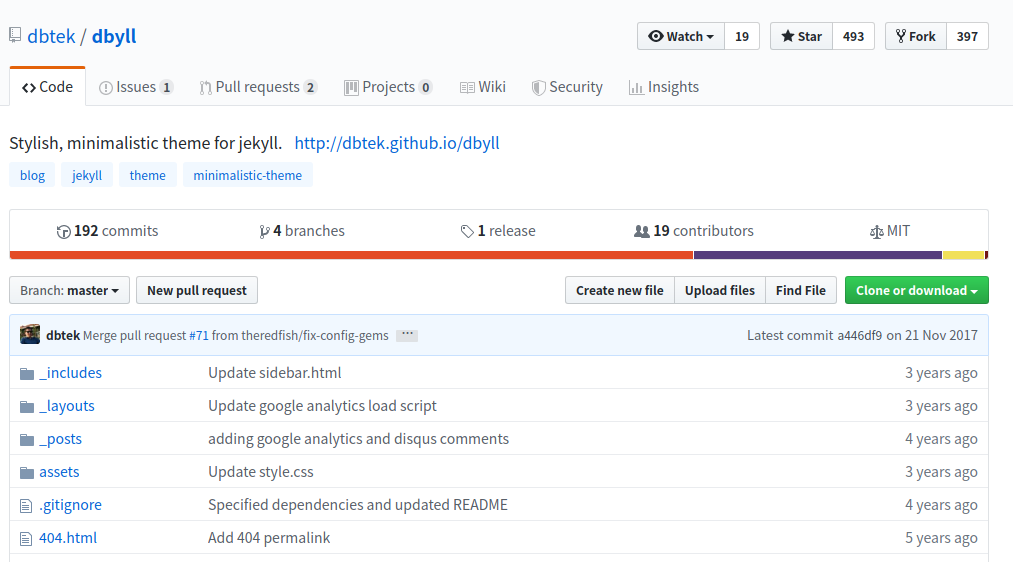 dbtek / dbyll
Watch 19 Star 493 Fork 397
Code Issues 1 Pull requests 2 Projects 0 Wiki Security Insights
Stylish, minimalistic theme for jekyll. http://dbtek.github.io/dbyll
blog jekyll theme minimalistic-theme
192 commits 4 branches 1 release 19 contributors MIT
Branch: master New pull request Create new file Upload files Find File Clone or download
dbtek Merge pull request #71 from theredfish/fix-config-gems ... Latest commit a446df9 on 21 Nov 2017
_includes Update sidebar.html 3 years ago
_layouts Update google analytics load script 3 years ago
_posts adding google analytics and disqus comments 4 years ago
assets Update style.css 3 years ago
.gitignore Specified dependencies and updated README 4 years ago
404.html Add 404 permalink 5 years ago